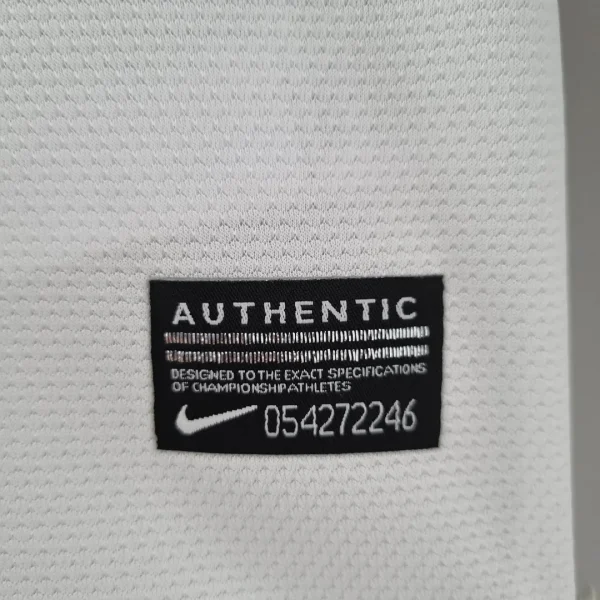 AUTHENTIC
DESIGNED TO THE EXACT SPECIFICATIONS
OF CHAMPIONSHIP ATHLETES
054272246